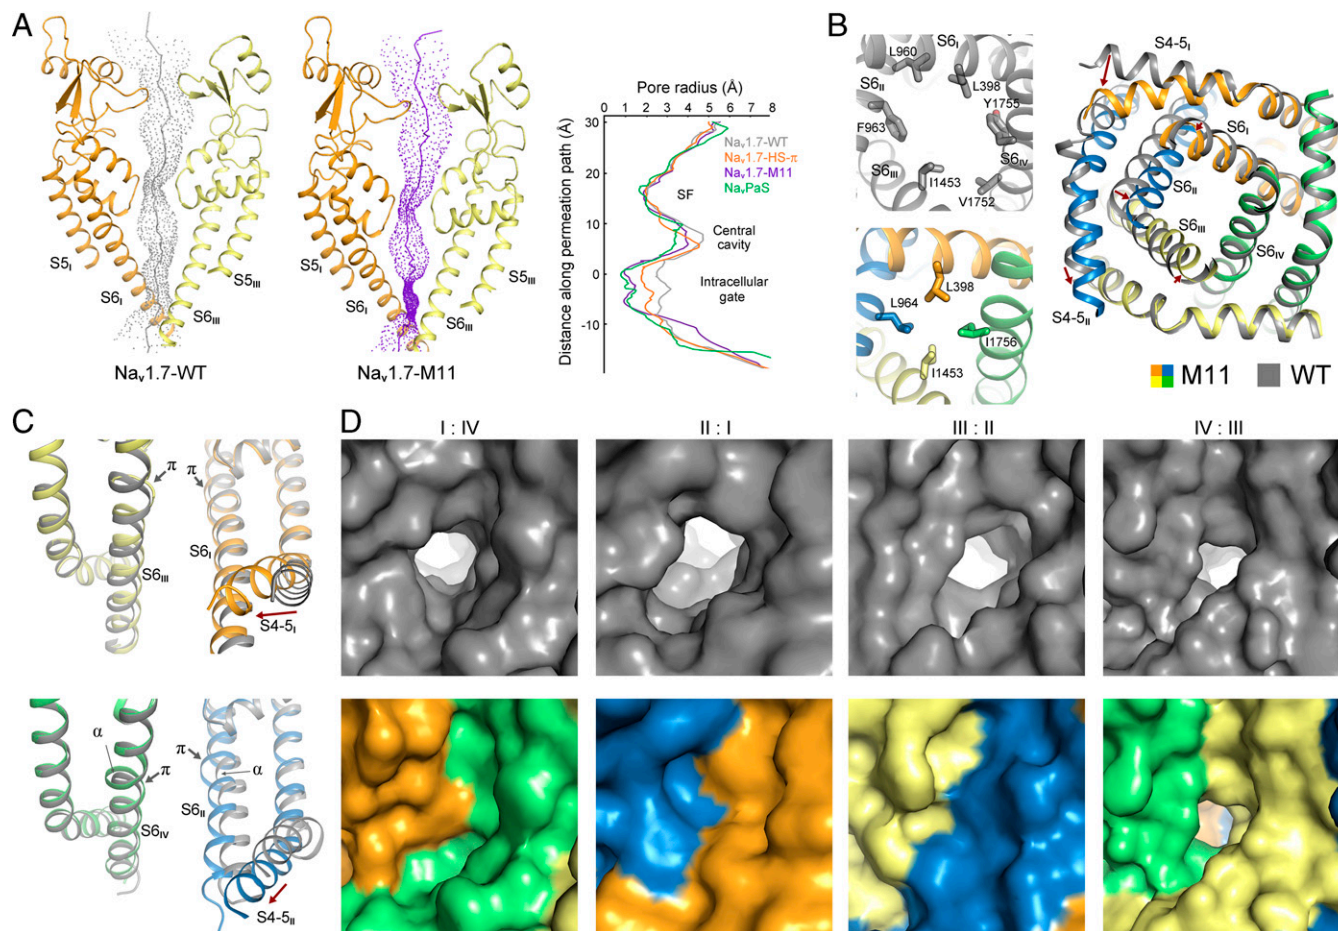 A
S5I
S6I
S6III
S5III
Nav1.7-WT
S5I
S6I
S6III
S5III
Nav1.7-M11
Pore radius (Å)
0 1 2 3 4 5 6 7 8
Distance along permeation path (Å)
30
20
10
0
-10
Nav1.7-WT
Nav1.7-HS-π
Nav1.7-M11
NavPaS
SF
Central
cavity
Intracellular
gate
B
L960
S6I
S6II
L398
Y1755
F963
S6III
S6IV
I1453
V1752
L398
L964
I1756
I1453
S4-5I
S6I
S6II
S6III
S6IV
S4-5II
M11
WT
C
π
π
S6I
S6III
S4-5I
α
π
π
α
S6II
S6IV
S4-5II
D
I : IV
II : I
III : II
IV : III